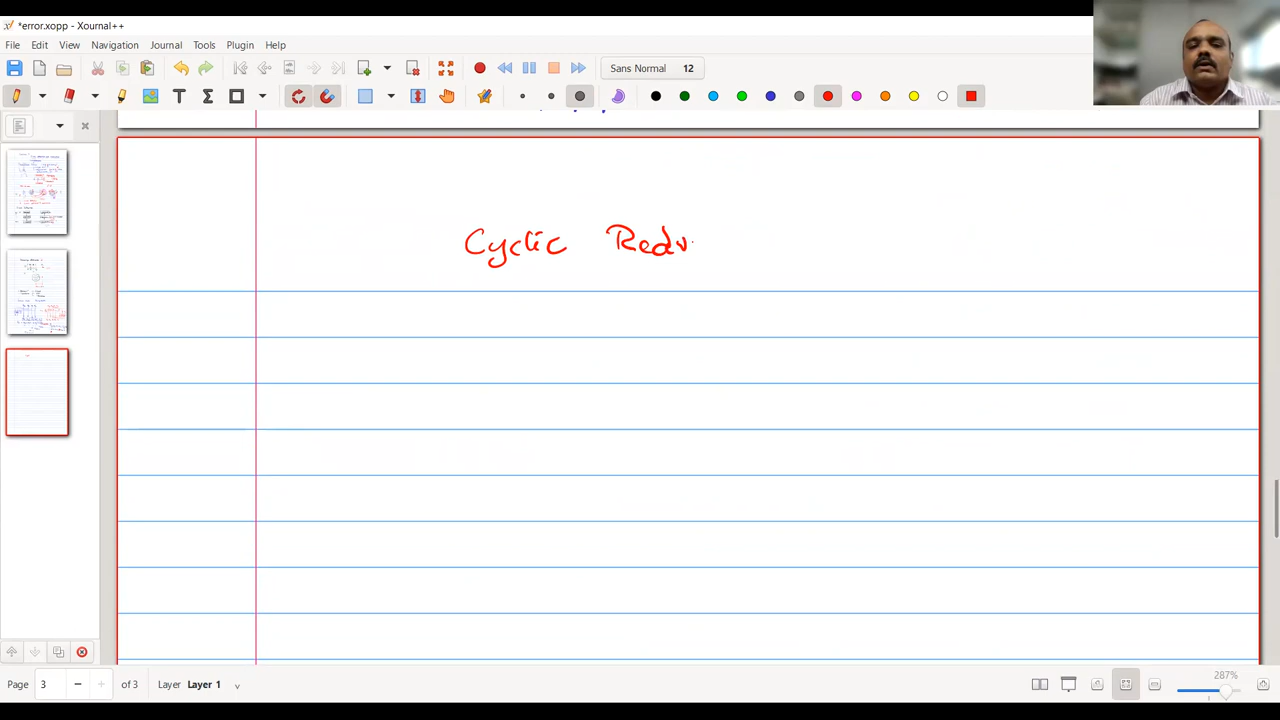 *error.xopp - Xournal++
File Edit View Navigation Journal Tools Plugin Help
Sans Normal 12
Cyclic Redu
Page 3 of 3 Layer Layer 1 287%